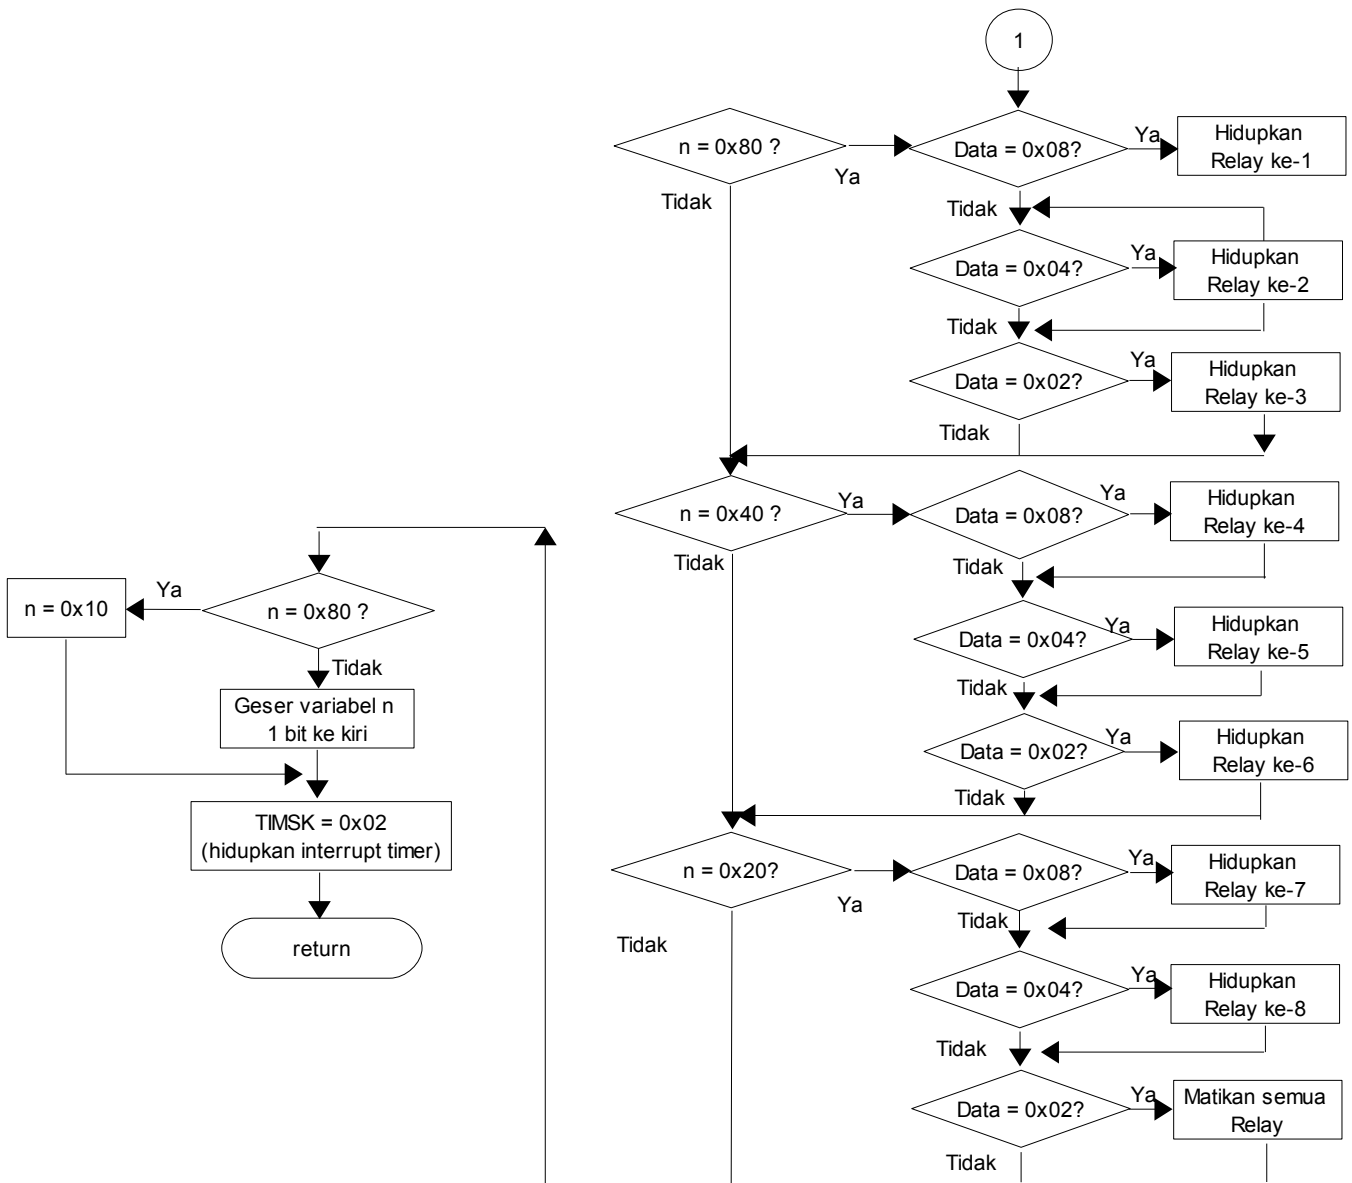 1
n = 0x80 ?
Ya
Tidak
Data = 0x08?
Ya
Hidupkan
Relay ke-1
Tidak
Data = 0x04?
Ya
Hidupkan
Relay ke-2
Tidak
Data = 0x02?
Ya
Hidupkan
Relay ke-3
Tidak
n = 0x40 ?
Ya
Tidak
Data = 0x08?
Ya
Hidupkan
Relay ke-4
Tidak
Data = 0x04?
Ya
Hidupkan
Relay ke-5
Tidak
Data = 0x02?
Ya
Hidupkan
Relay ke-6
Tidak
n = 0x20?
Ya
Tidak
Data = 0x08?
Ya
Hidupkan
Relay ke-7
Tidak
Data = 0x04?
Ya
Hidupkan
Relay ke-8
Tidak
Data = 0x02?
Ya
Matikan semua
Relay
Tidak
n = 0x80 ?
Ya
n = 0x10
Tidak
Geser variabel n
1 bit ke kiri
TIMSK = 0x02
(hidupkan interrupt timer)
return